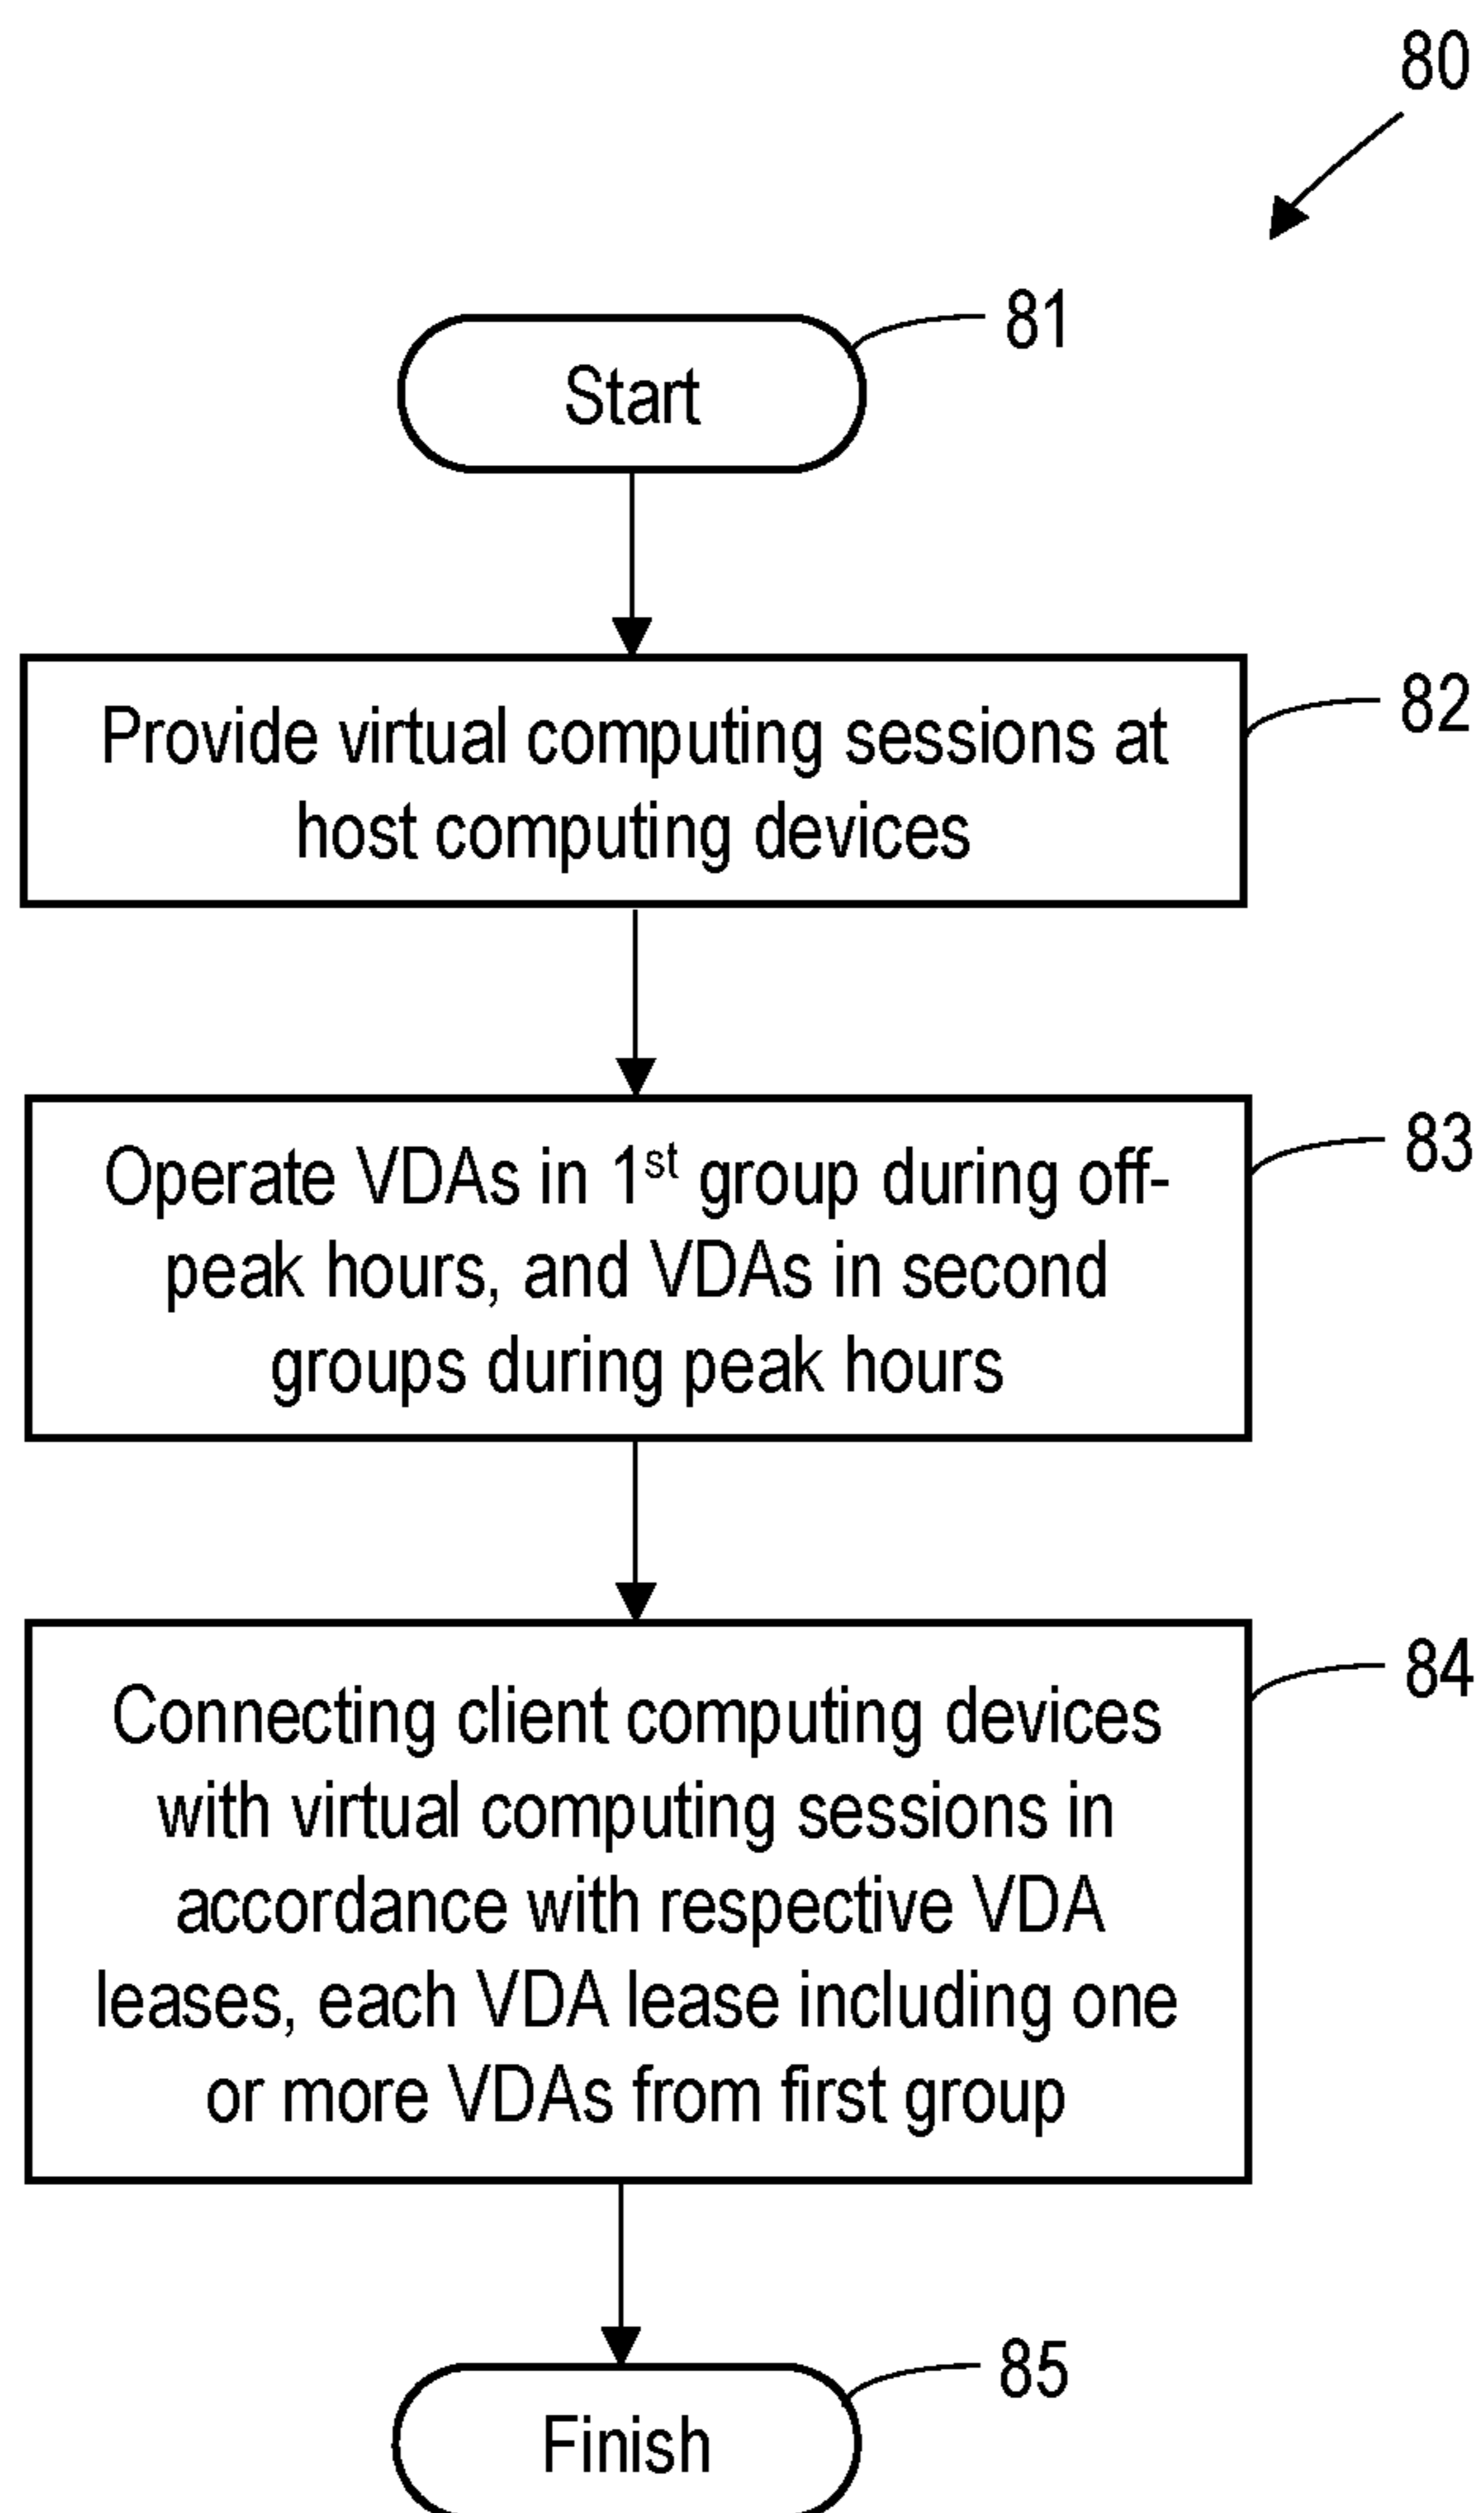 80
81
Start
82
Provide virtual computing sessions at
host computing devices
83
Operate VDAs in 1st group during off-
peak hours, and VDAs in second
groups during peak hours
84
Connecting client computing devices
with virtual computing sessions in
accordance with respective VDA
leases, each VDA lease including one
or more VDAs from first group
85
Finish